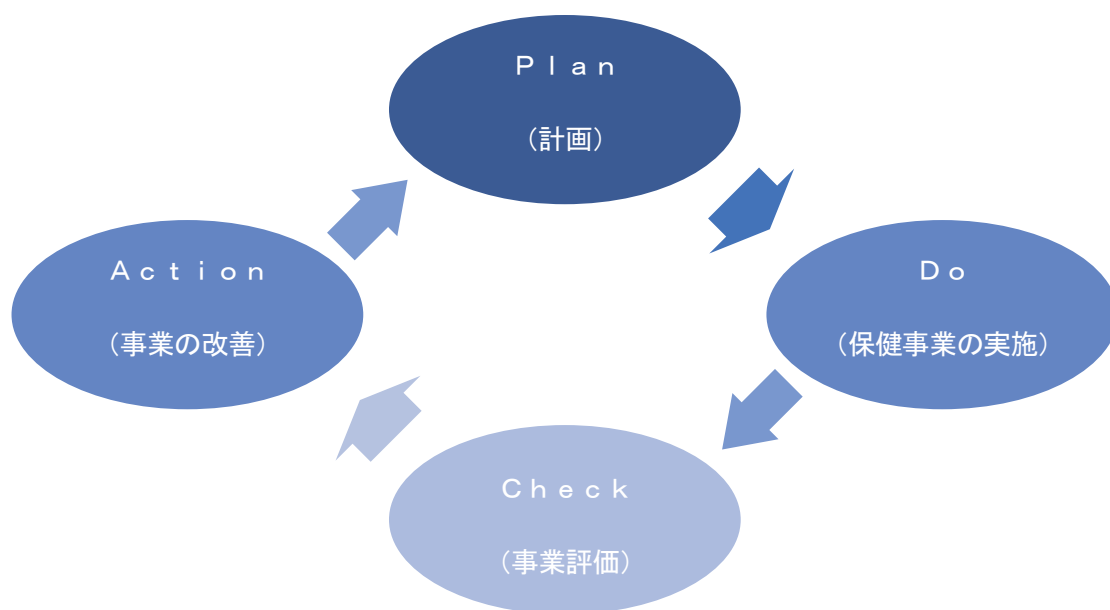 Ｐｌａｎ
（計画）
Ａｃｔｉｏｎ
（事業の改善）
Ｄｏ
（保健事業の実施）
Ｃｈｅｃｋ
（事業評価）